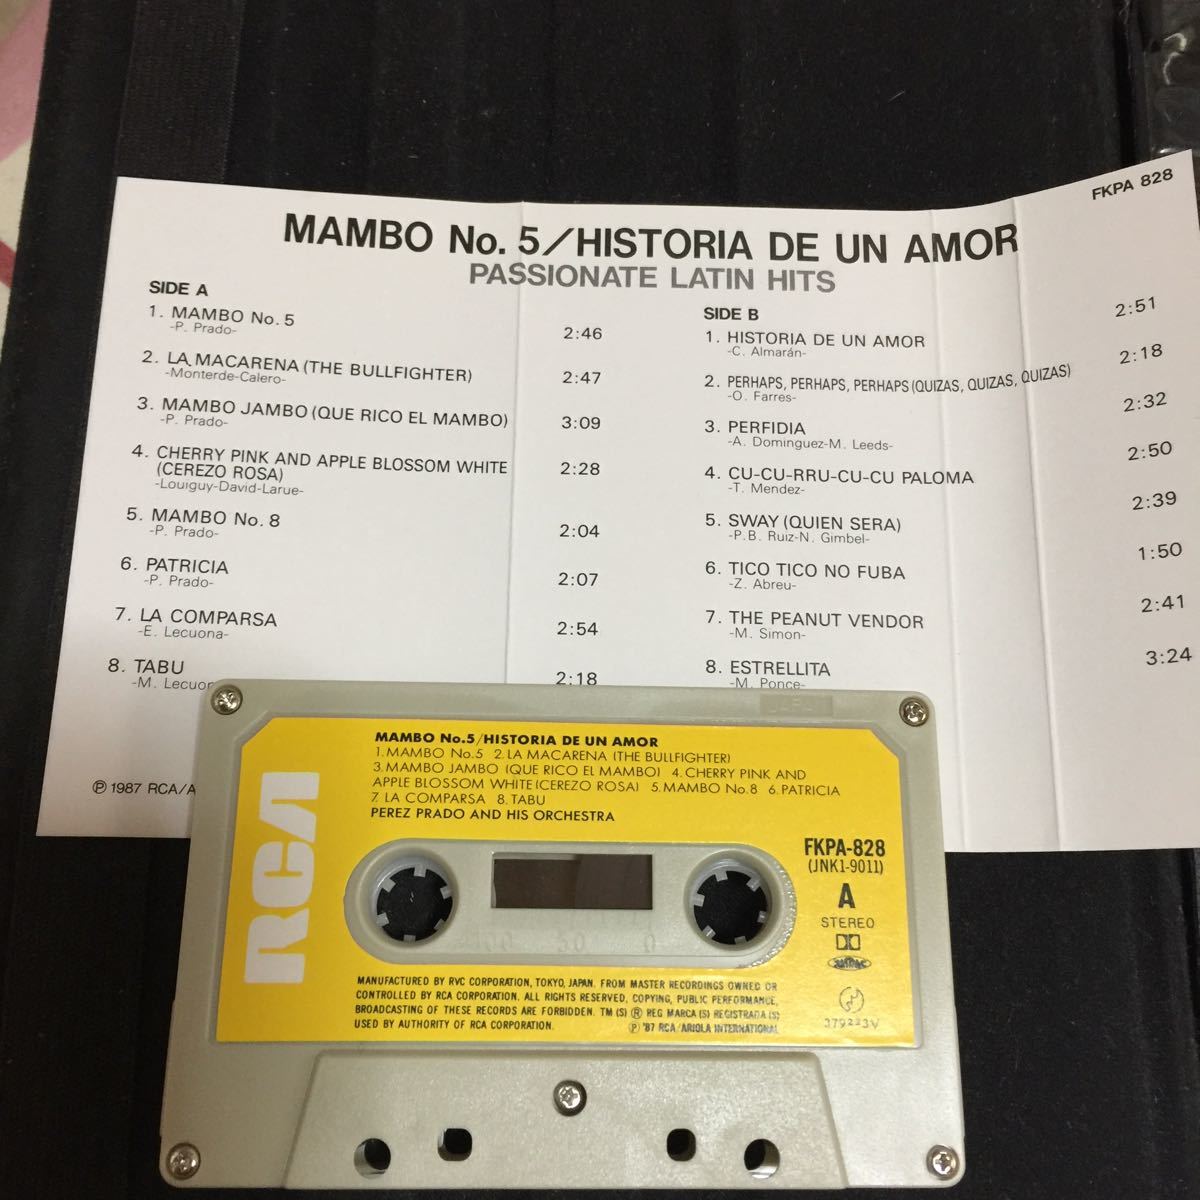 FKPA 828
MAMBO No. 5/HISTORIA DE UN AMOR
PASSIONATE LATIN HITS
SIDE A
1. MAMBO No. 5 2:46
-P. Prado-
2. LA MACARENA (THE BULLFIGHTER) 2:47
-Monterde-Calero-
3. MAMBO JAMBO (QUE RICO EL MAMBO) 3:09
-P. Prado-
4. CHERRY PINK AND APPLE BLOSSOM WHITE 2:28
(CEREZO ROSA)
-Louiguy-David-Larue-
5. MAMBO No. 8 2:04
-P. Prado-
6. PATRICIA 2:07
-P. Prado-
7. LA COMPARSA 2:54
-E. Lecuona-
8. TABU 2:18
-M. Lecuor
SIDE B
1. HISTORIA DE UN AMOR 2:51
-C. Almarán-
2. PERHAPS, PERHAPS, PERHAPS (QUIZAS, QUIZAS, QUIZAS) 2:18
-O. Farres-
3. PERFIDIA 2:32
-A. Dominguez-M. Leeds-
4. CU-CU-RRU-CU-CU PALOMA 2:50
-T. Mendez-
5. SWAY (QUIEN SERA) 2:39
-P.B. Ruiz-N. Gimbel-
6. TICO TICO NO FUBA 1:50
-Z. Abreu-
7. THE PEANUT VENDOR 2:41
-M. Simon-
8. ESTRELLITA 3:24
-M. Ponce-
℗ 1987 RCA/A
MAMBO No.5/HISTORIA DE UN AMOR
1. MAMBO No.5 2. LA MACARENA (THE BULLFIGHTER)
3. MAMBO JAMBO (QUE RICO EL MAMBO) 4. CHERRY PINK AND
APPLE BLOSSOM WHITE (CEREZO ROSA) 5. MAMBO No.8 6. PATRICIA
7. LA COMPARSA 8. TABU
PEREZ PRADO AND HIS ORCHESTRA
RCA
FKPA-828
(JNK1-9011)
A
STEREO
100 50 0
MANUFACTURED BY RVC CORPORATION, TOKYO, JAPAN. FROM MASTER RECORDINGS OWNED OR
CONTROLLED BY RCA CORPORATION. ALL RIGHTS RESERVED, COPYING, PUBLIC PERFORMANCE,
BROADCASTING OF THESE RECORDS ARE FORBIDDEN. TM (S) ® REG MARCA (S) REGISTRADA (S)
USED BY AUTHORITY OF RCA CORPORATION. ℗ '87 RCA/ARIOLA INTERNATIONAL